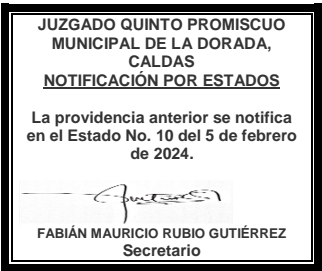 JUZGADO QUINTO PROMISCUO
MUNICIPAL DE LA DORADA,
CALDAS
NOTIFICACIÓN POR ESTADOS
La providencia anterior se notifica
en el Estado No. 10 del 5 de febrero
de 2024.
FABIÁN MAURICIO RUBIO GUTIÉRREZ
Secretario